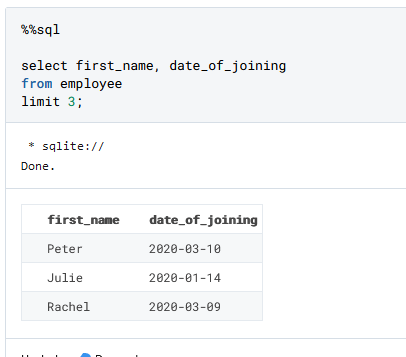 %%sql
select first_name, date_of_joining
from employee
limit 3;
* sqlite://
Done.
first_name date_of_joining
Peter 2020-03-10
Julie 2020-01-14
Rachel 2020-03-09